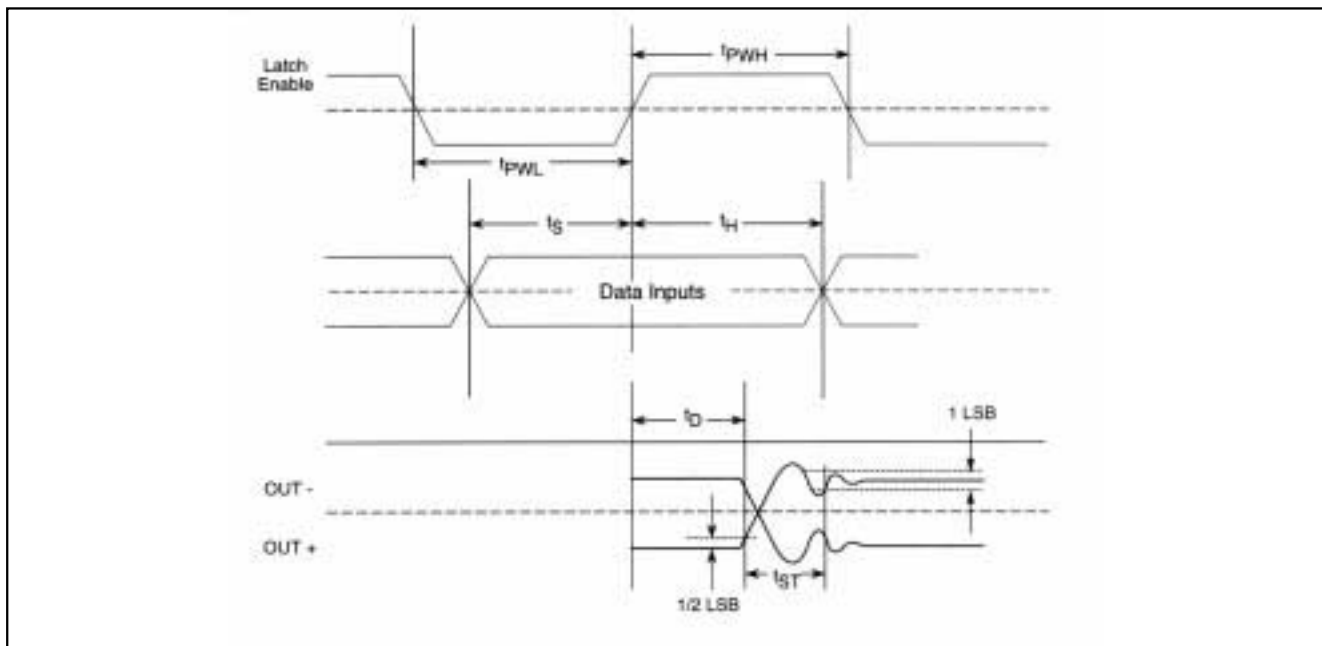 Latch
Enable
tPWH
tPWL
tS
tH
Data Inputs
tD
1 LSB
OUT -
OUT +
tST
1/2 LSB